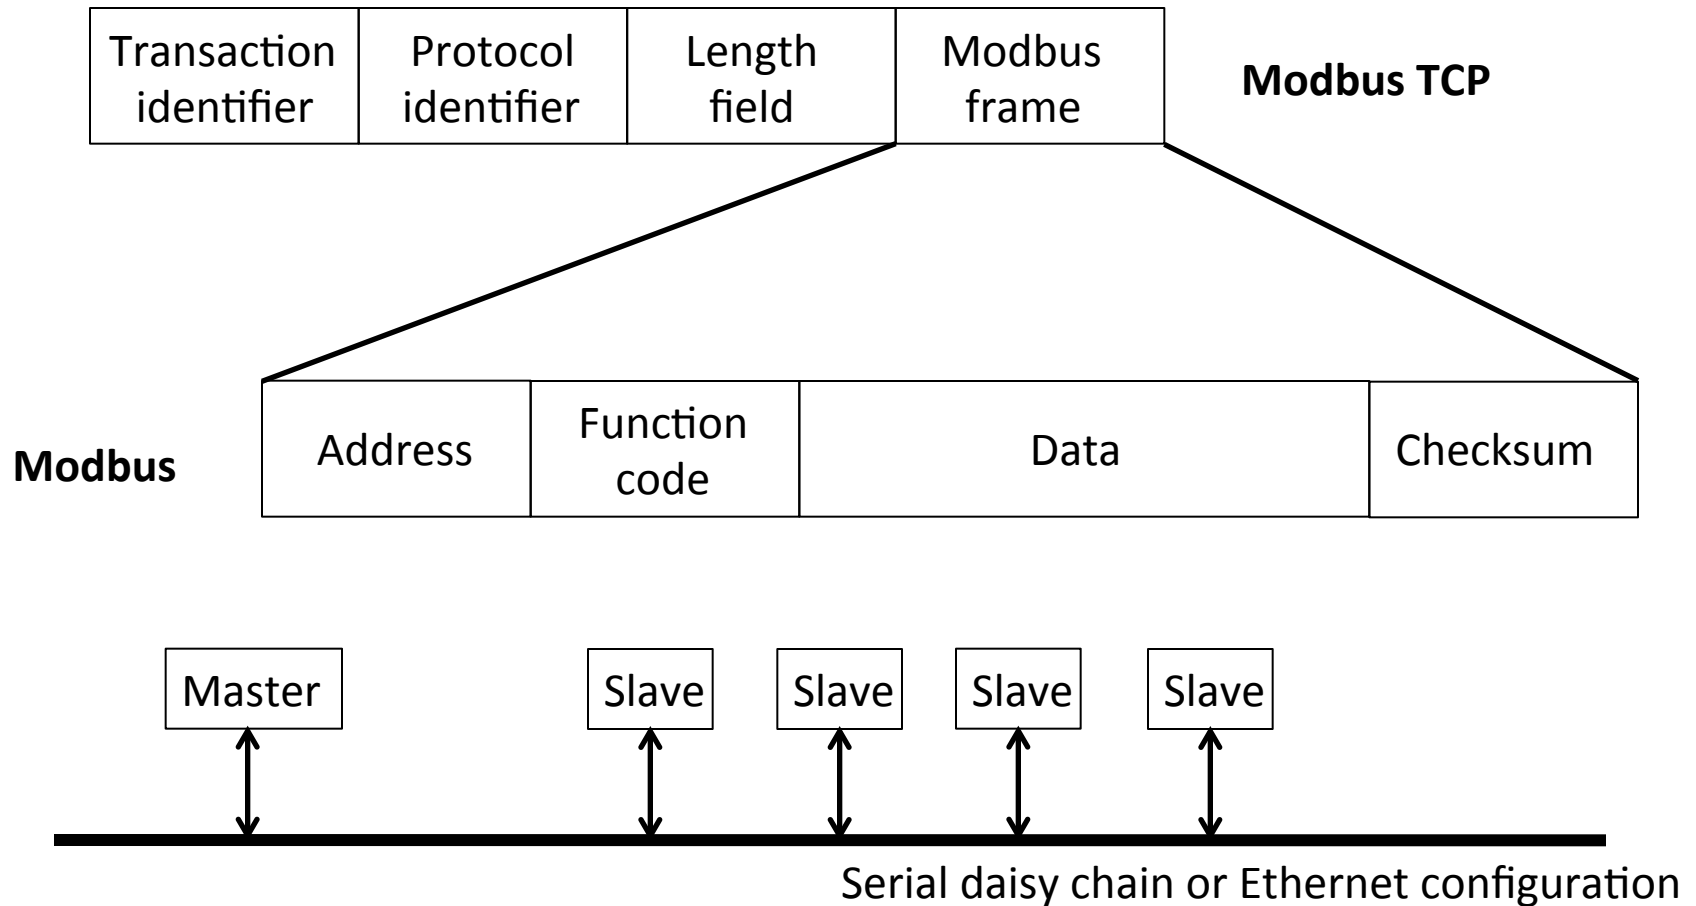 Transaction
identifier
Protocol
identifier
Length
field
Modbus
frame
Modbus TCP
Modbus
Address
Function
code
Data
Checksum
Master
Slave
Slave
Slave
Slave
Serial daisy chain or Ethernet configuration